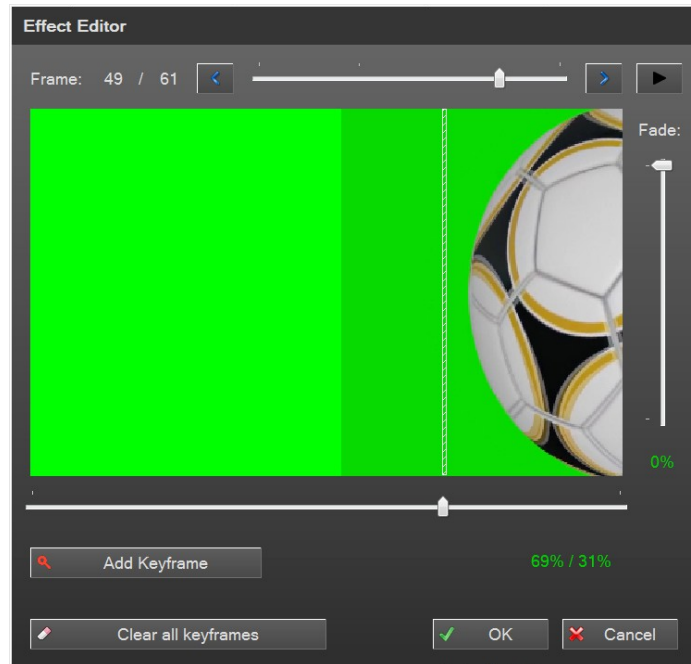 Effect Editor
Frame: 49 / 61
Fade:
0%
Add Keyframe
69% / 31%
Clear all keyframes
OK
Cancel